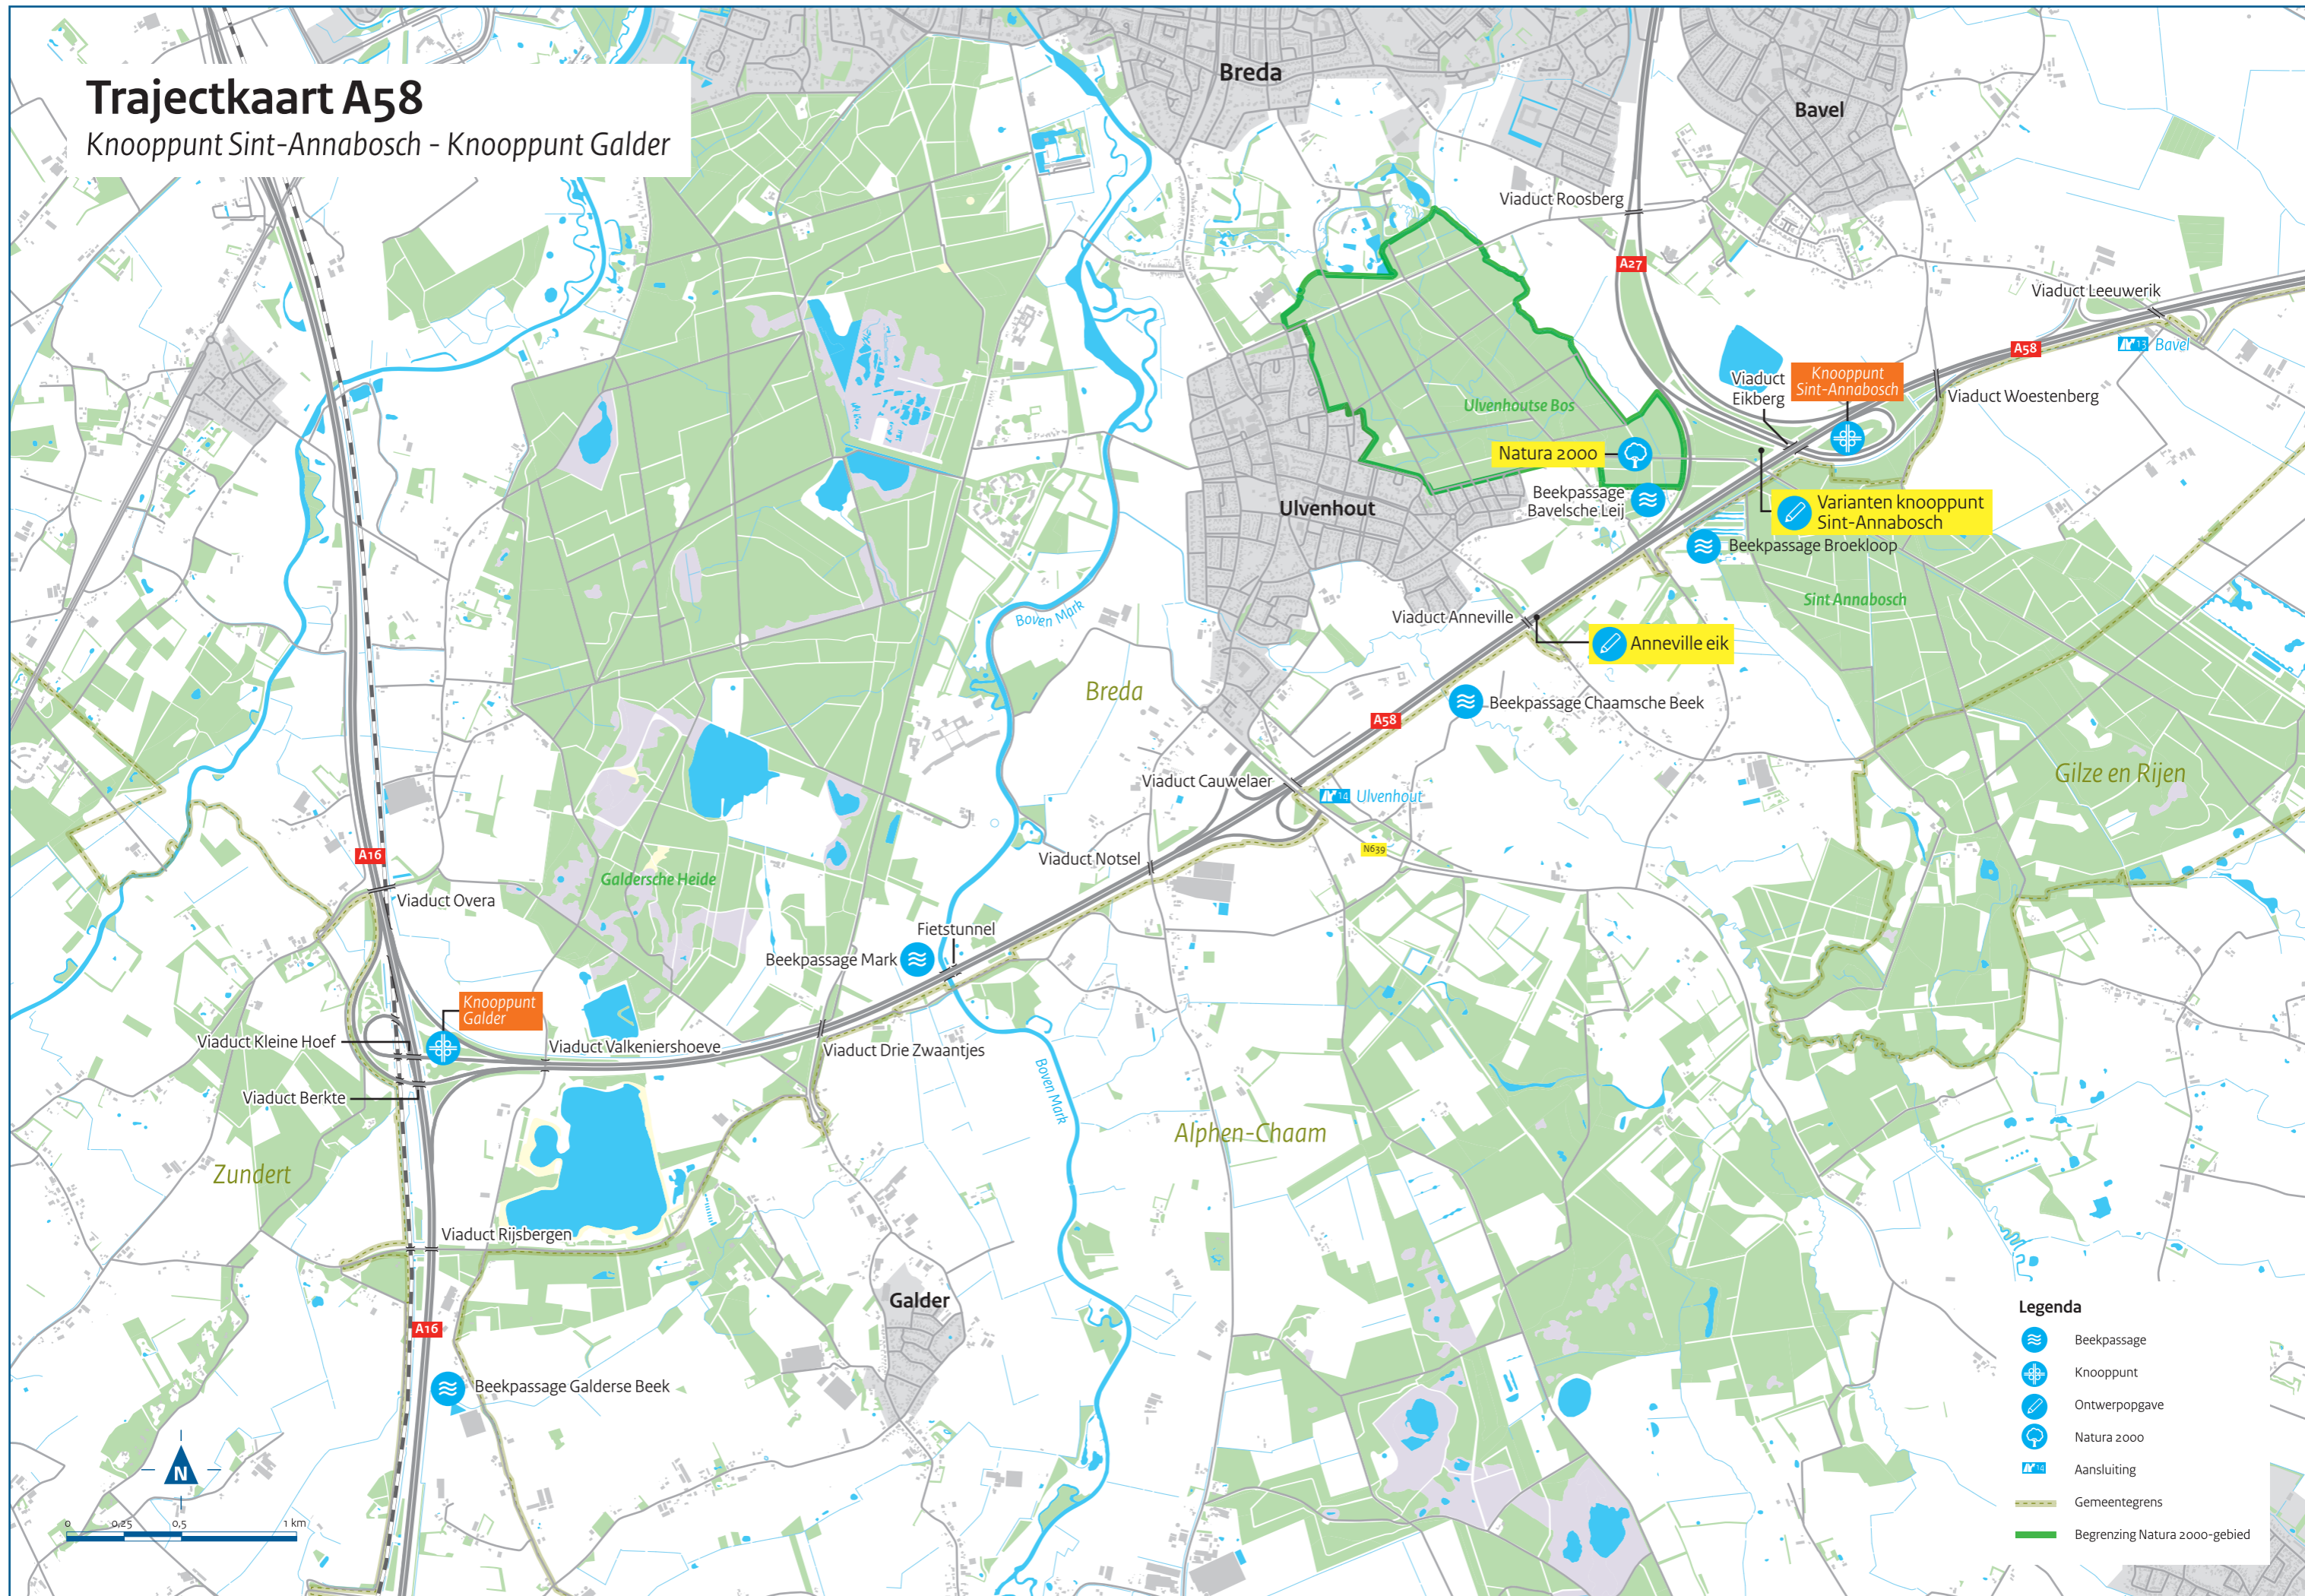 Trajectkaart A58
Knooppunt Sint-Annabosch - Knooppunt Galder
Breda
Bavel
Viaduct Roosberg
A27
Viaduct Leeuwerik
13 Bavel
A58
Viaduct
Eikberg
Knooppunt
Sint-Annabosch
Viaduct Woestenberg
Ulvenhoutse Bos
Natura 2000
Beekpassage
Bavelsche Leij
Ulvenhout
Varianten knooppunt
Sint-Annabosch
Beekpassage Broekloop
Sint Annabosch
Boven Mark
Viaduct Anneville
Anneville eik
Breda
Beekpassage Chaamsche Beek
A58
Gilze en Rijen
Viaduct Cauwelaer
14 Ulvenhout
N639
Viaduct Notsel
A16
Galdersche Heide
Viaduct Overa
Fietstunnel
Beekpassage Mark
Knooppunt
Galder
Viaduct Kleine Hoef
Viaduct Valkeniershoeve
Viaduct Drie Zwaantjes
Viaduct Berkte
Boven Mark
Alphen-Chaam
Zundert
Viaduct Rijsbergen
Galder
A16
Beekpassage Galderse Beek
N
0 0,25 0,5 1 km
Legenda
Beekpassage
Knooppunt
Ontwerpopgave
Natura 2000
14 Aansluiting
Gemeentegrens
Begrenzing Natura 2000-gebied